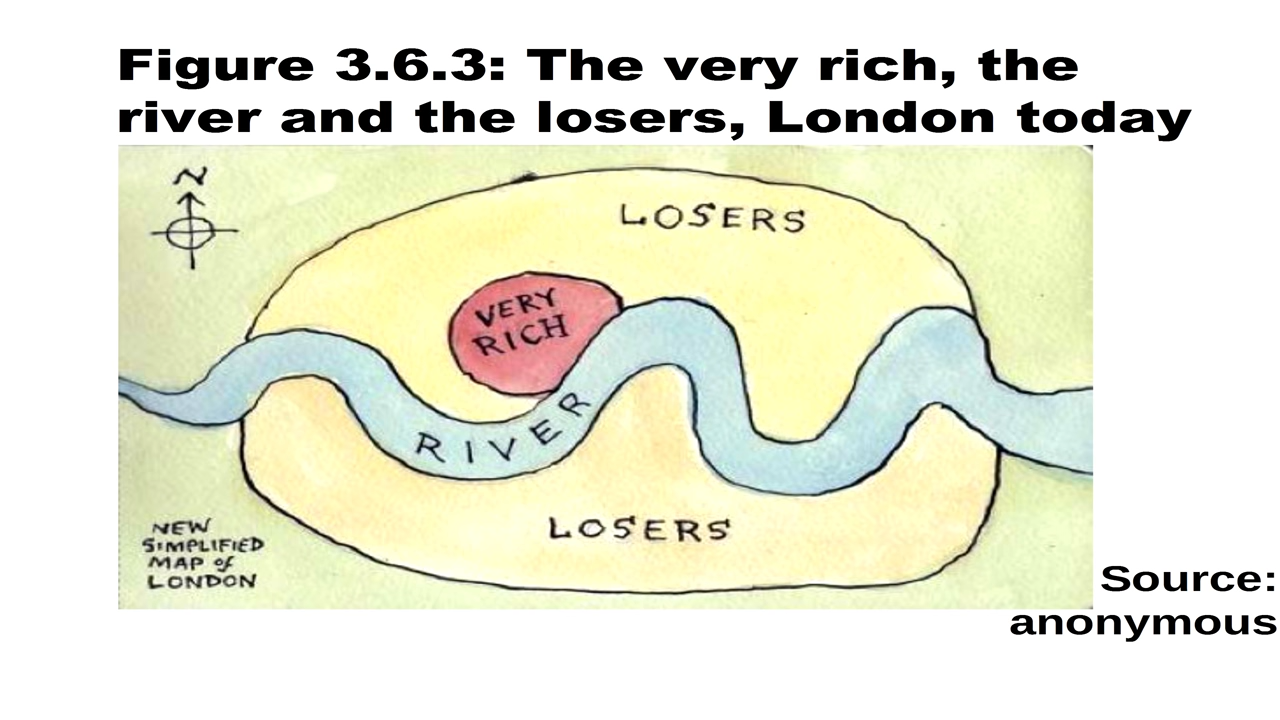 Figure 3.6.3: The very rich, the
river and the losers, London today
N
LOSERS
VERY
RICH
RIVER
LOSERS
NEW
SIMPLIFIED
MAP of
LONDON
Source:
anonymous